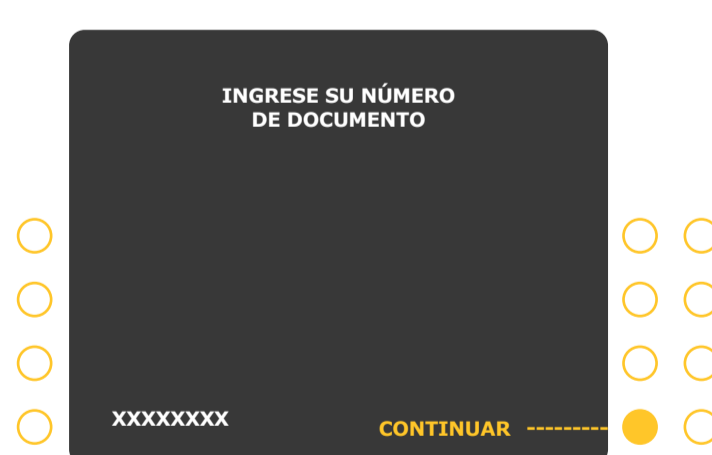 INGRESE SU NÚMERO
DE DOCUMENTO
XXXXXXXX
CONTINUAR ---------